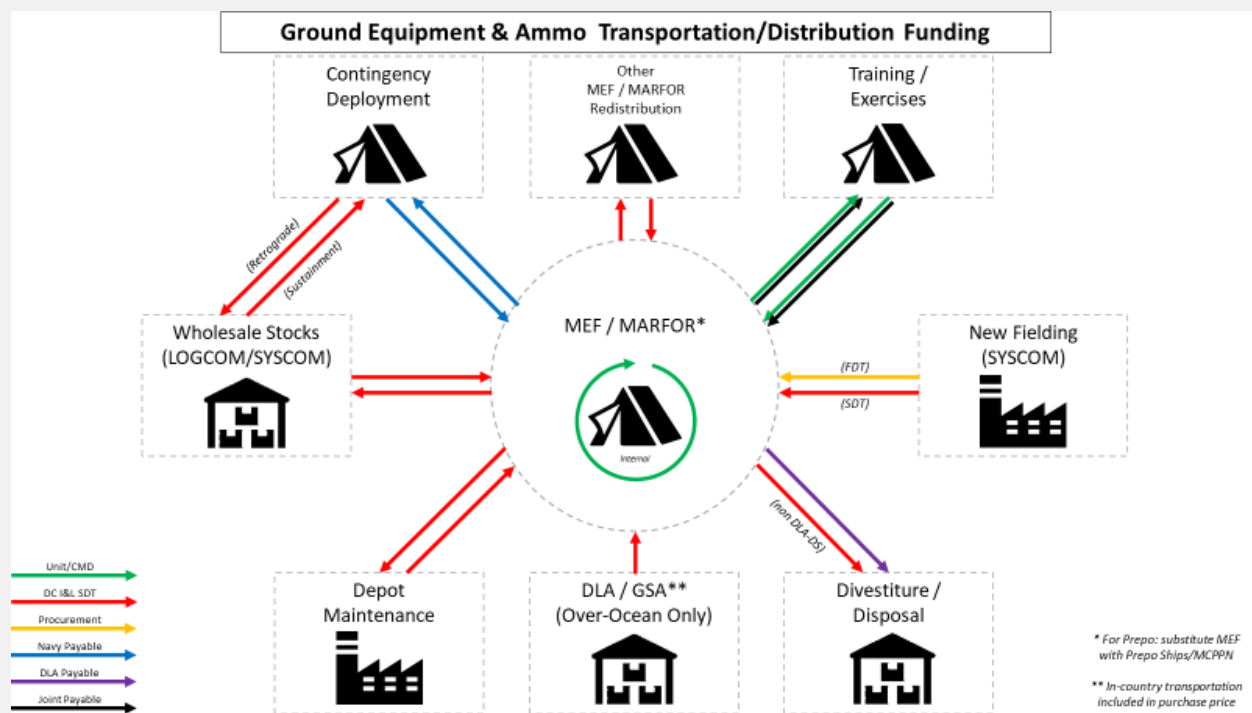 Ground Equipment & Ammo Transportation/Distribution Funding
Contingency
Deployment
Other
MEF / MARFOR
Redistribution
Training /
Exercises
(Retrograde)
(Sustainment)
Wholesale Stocks
(LOGCOM/SYSCOM)
MEF / MARFOR*
Internal
New Fielding
(SYSCOM)
(FDT)
(SDT)
(non DLA-DS)
Depot
Maintenance
DLA / GSA**
(Over-Ocean Only)
Divestiture /
Disposal
Unit/CMD
DC I&L SDT
Procurement
Navy Payable
DLA Payable
Joint Payable
* For Prepo: substitute MEF
with Prepo Ships/MCPPN
** In-country transportation
included in purchase price